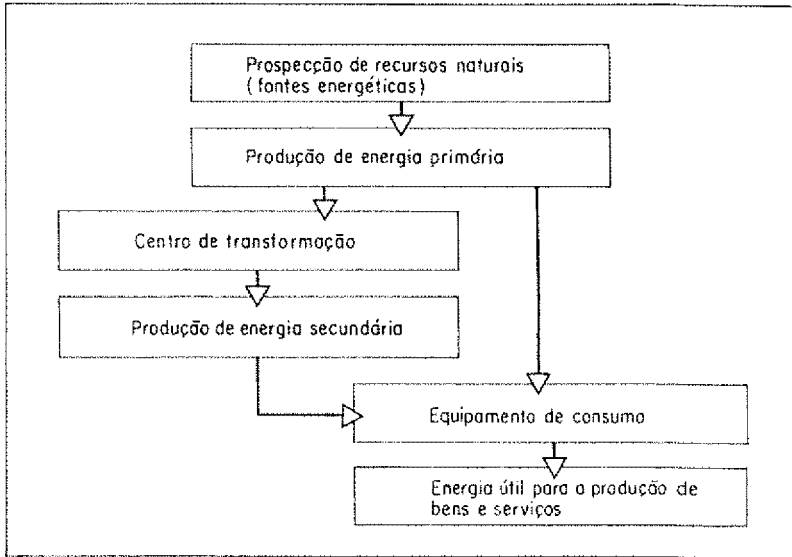 Prospecção de recursos naturais
(fontes energéticas)
Produção de energia primária
Centro de transformação
Produção de energia secundária
Equipamento de consumo
Energia útil para a produção de
bens e serviços